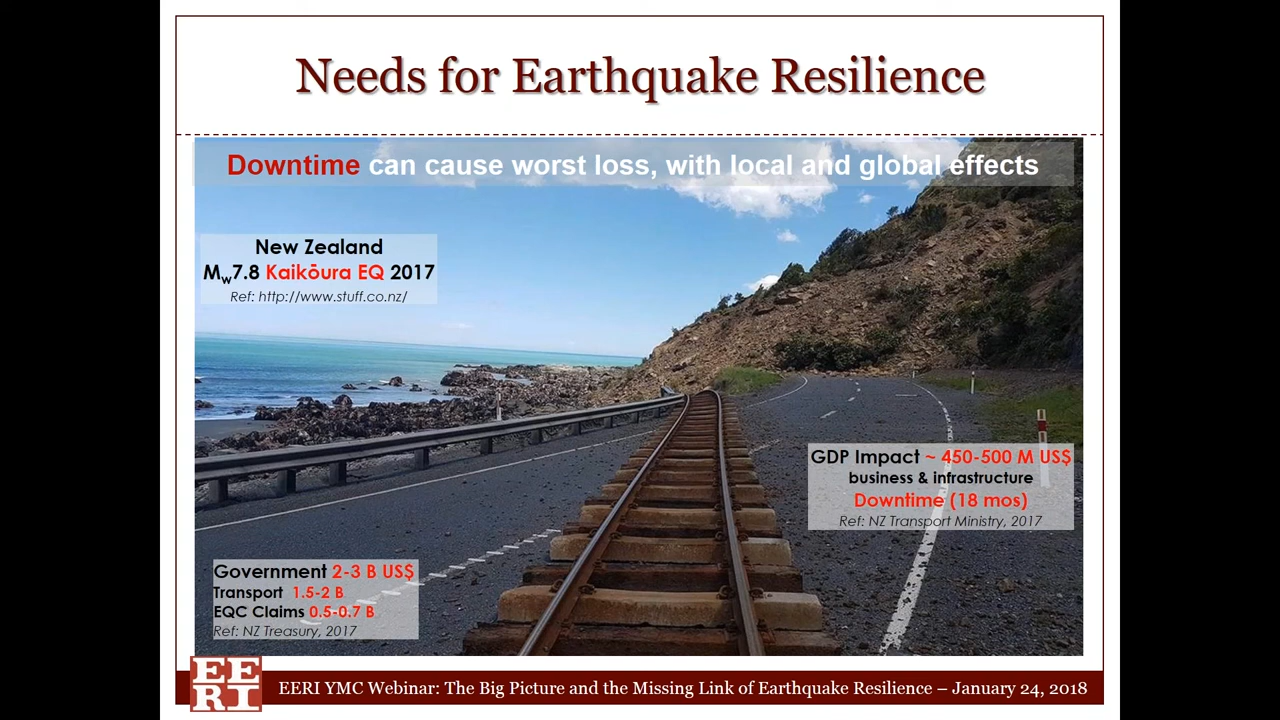 Needs for Earthquake Resilience
Downtime can cause worst loss, with local and global effects
New Zealand
Mw7.8 Kaikōura EQ 2017
Ref: http://www.stuff.co.nz/
GDP Impact ~ 450-500 M US$
business & infrastructure
Downtime (18 mos)
Ref: NZ Transport Ministry, 2017
Government 2-3 B US$
Transport 1.5-2 B
EQC Claims 0.5-0.7 B
Ref: NZ Treasury, 2017
EE
RI
EERI YMC Webinar: The Big Picture and the Missing Link of Earthquake Resilience – January 24, 2018